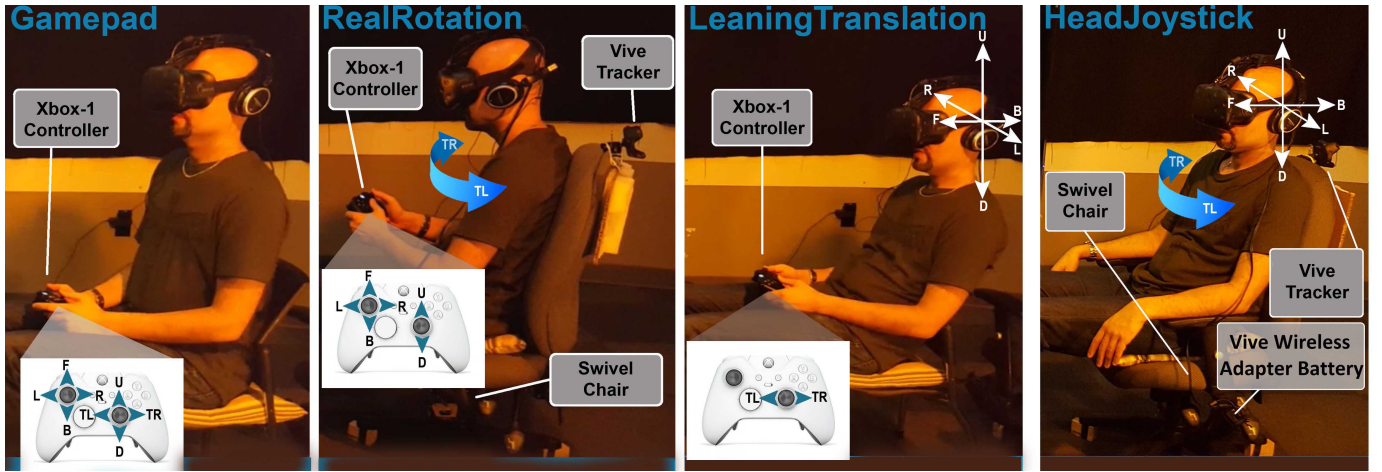 Gamepad
Xbox-1
Controller
F
L
R
B
U
TL
TR
D
RealRotation
Xbox-1
Controller
Vive
Tracker
TR
TL
F
L
R
B
U
D
Swivel
Chair
LeaningTranslation
Xbox-1
Controller
U
R
F
B
L
D
TL
TR
HeadJoystick
U
R
F
B
L
D
TR
TL
Swivel
Chair
Vive
Tracker
Vive Wireless
Adapter Battery